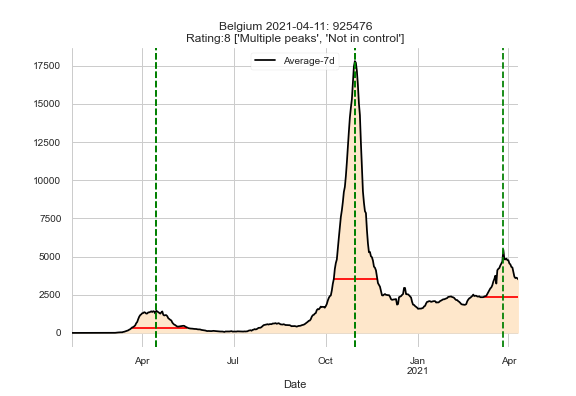 Belgium 2021-04-11: 925476
Rating:8 ['Multiple peaks', 'Not in control']
Average-7d
17500
15000
12500
10000
7500
5000
2500
0
Apr
Jul
Oct
Jan
2021
Apr
Date